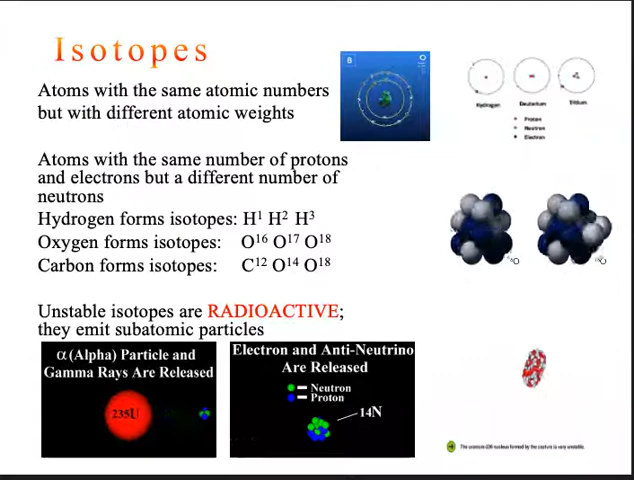 Isotopes
Atoms with the same atomic numbers
but with different atomic weights
Atoms with the same number of protons
and electrons but a different number of
neutrons
Hydrogen forms isotopes: H¹ H² H³
Oxygen forms isotopes: O¹⁶ O¹⁷ O¹⁸
Carbon forms isotopes: C¹² O¹⁴ O¹⁸
Unstable isotopes are RADIOACTIVE;
they emit subatomic particles
α (Alpha) Particle and
Gamma Rays Are Released
235U
Electron and Anti-Neutrino
Are Released
Neutron
Proton
14N
8
O
Hydrogen Deuterium Tritium
Proton
Neutron
Electron
The uranium-236 nucleus formed by the capture is very unstable.